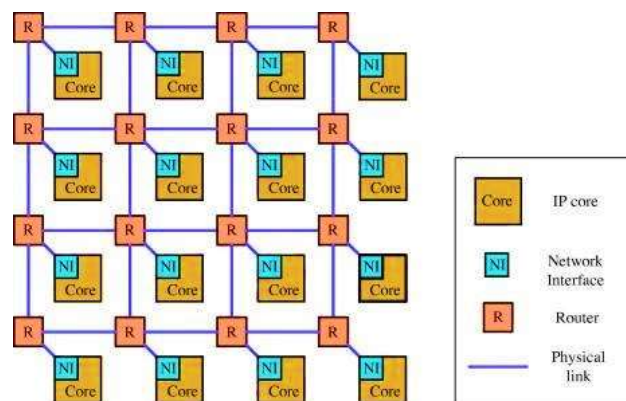 R R R R
NI NI NI NI
Core Core Core Core
R R R R
NI NI NI NI
Core Core Core Core
R R R R
NI NI NI NI
Core Core Core Core
R R R R
NI NI NI NI
Core Core Core Core
Core IP core
NI Network
Interface
R Router
Physical
link